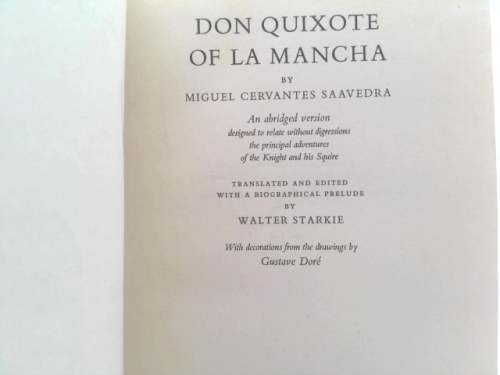 DON QUIXOTE
OF LA MANCHA
BY
MIGUEL CERVANTES SAAVEDRA
An abridged version
designed to relate without digressions
the principal adventures
of the Knight and his Squire
TRANSLATED AND EDITED
WITH A BIOGRAPHICAL PRELUDE
BY
WALTER STARKIE
With decorations from the drawings by
Gustave Doré